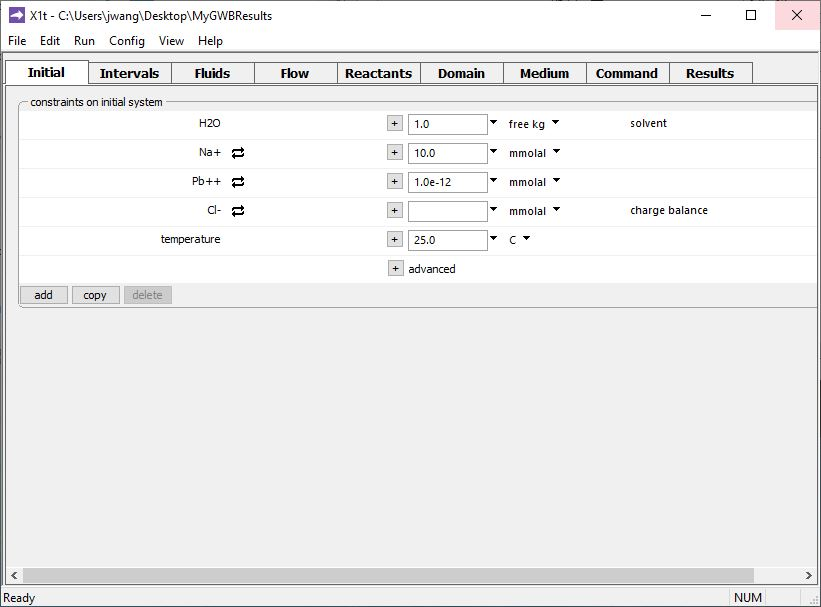 X1t - C:\Users\jwang\Desktop\MyGWBResults
File Edit Run Config View Help
Initial Intervals Fluids Flow Reactants Domain Medium Command Results
constraints on initial system
H2O + 1.0 free kg solvent
Na+ + 10.0 mmolal
Pb++ + 1.0e-12 mmolal
Cl- + mmolal charge balance
temperature + 25.0 C
+ advanced
add copy delete
Ready NUM